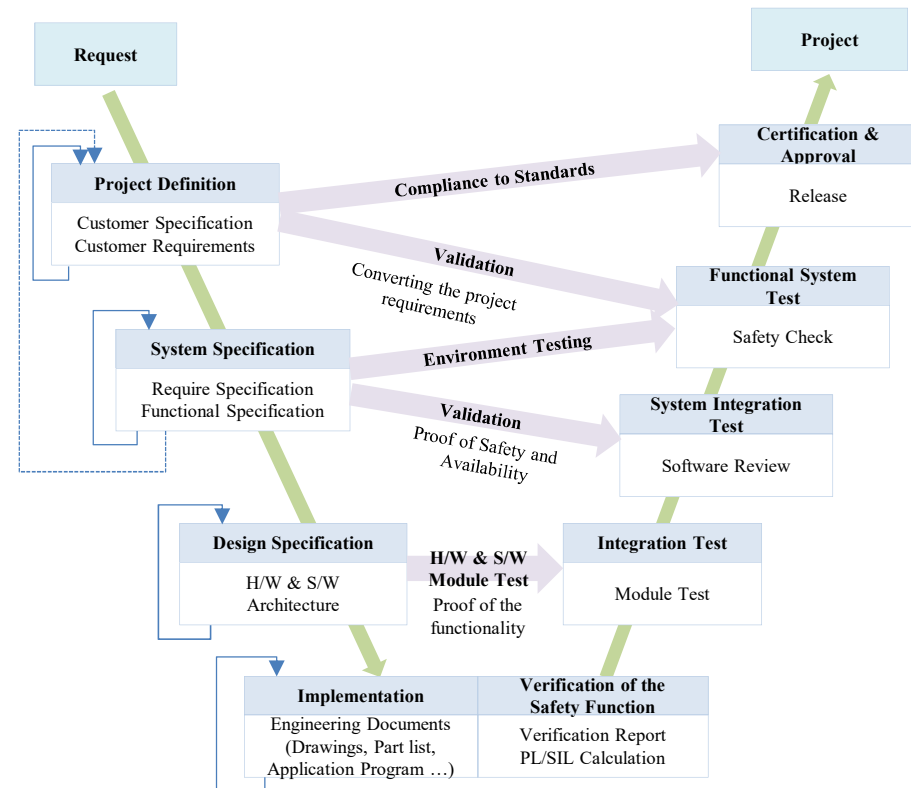 Request
Project
Certification &
Approval
Release
Compliance to Standards
Project Definition
Customer Specification
Customer Requirements
Validation
Converting the project
requirements
Functional System
Test
Safety Check
System Specification
Require Specification
Functional Specification
Environment Testing
Validation
Proof of Safety and
Availability
System Integration
Test
Software Review
Design Specification
H/W & S/W
Architecture
H/W & S/W
Module Test
Proof of the
functionality
Integration Test
Module Test
Implementation
Engineering Documents
(Drawings, Part list,
Application Program …)
Verification of the
Safety Function
Verification Report
PL/SIL Calculation